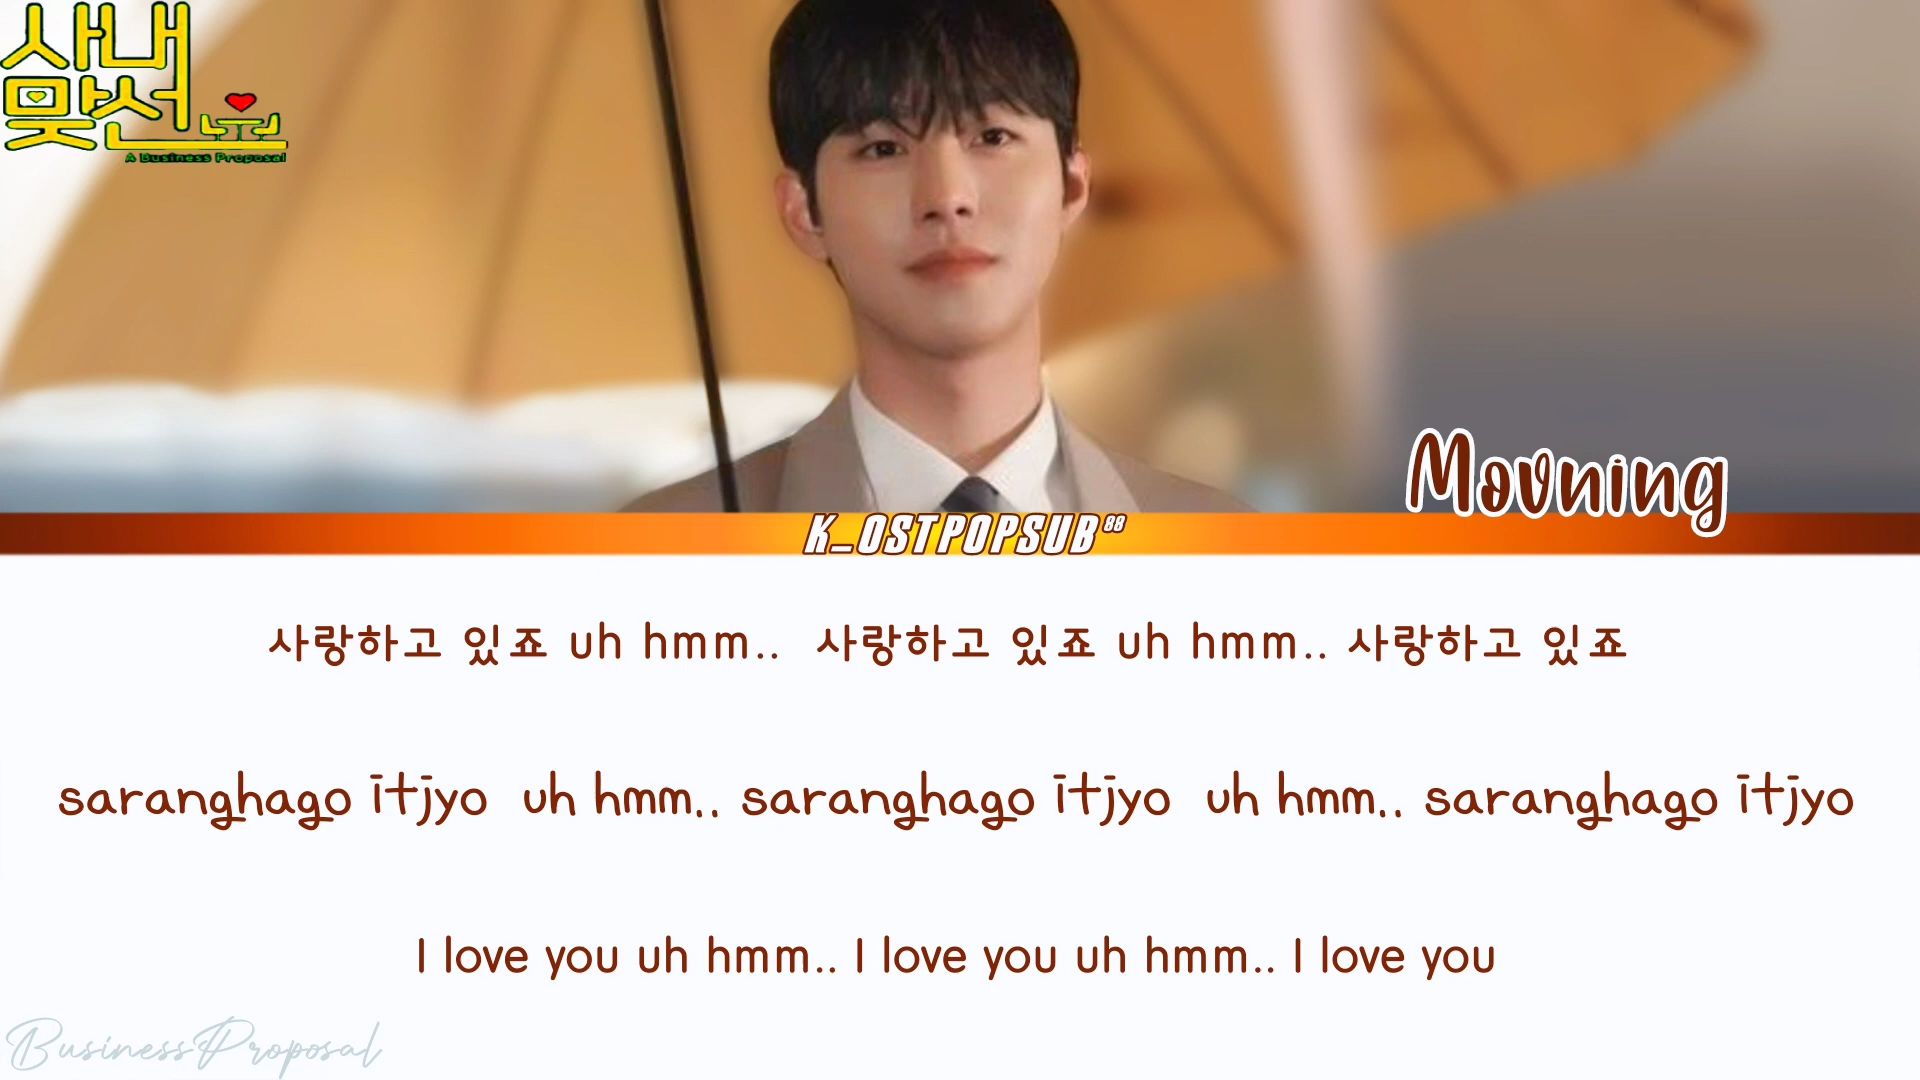 사내
맞선
A Business Proposal
Movning
K_OSTPOPSUB88
사랑하고 있죠 uh hmm.. 사랑하고 있죠 uh hmm.. 사랑하고 있죠
saranghago itjyo uh hmm.. saranghago itjyo uh hmm.. saranghago itjyo
I love you uh hmm.. I love you uh hmm.. I love you
Business Proposal